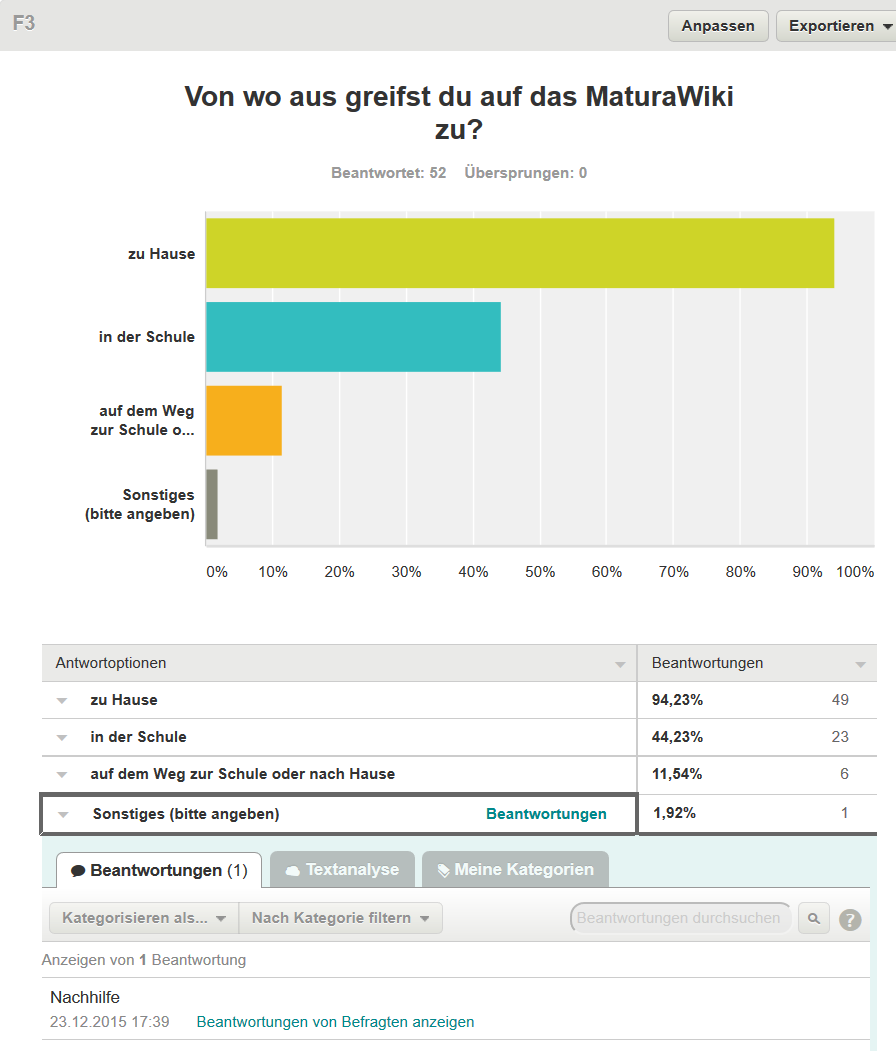 F3
Anpassen
Exportieren
Von wo aus greifst du auf das MaturaWiki
zu?
Beantwortet: 52 Übersprungen: 0
zu Hause
in der Schule
auf dem Weg
zur Schule o...
Sonstiges
(bitte angeben)
0% 10% 20% 30% 40% 50% 60% 70% 80% 90% 100%
Antwortoptionen Beantwortungen
zu Hause 94,23% 49
in der Schule 44,23% 23
auf dem Weg zur Schule oder nach Hause 11,54% 6
Sonstiges (bitte angeben) Beantwortungen 1,92% 1
Beantwortungen (1) Textanalyse Meine Kategorien
Kategorisieren als... Nach Kategorie filtern Beantwortungen durchsuchen ?
Anzeigen von 1 Beantwortung
Nachhilfe
23.12.2015 17:39 Beantwortungen von Befragten anzeigen